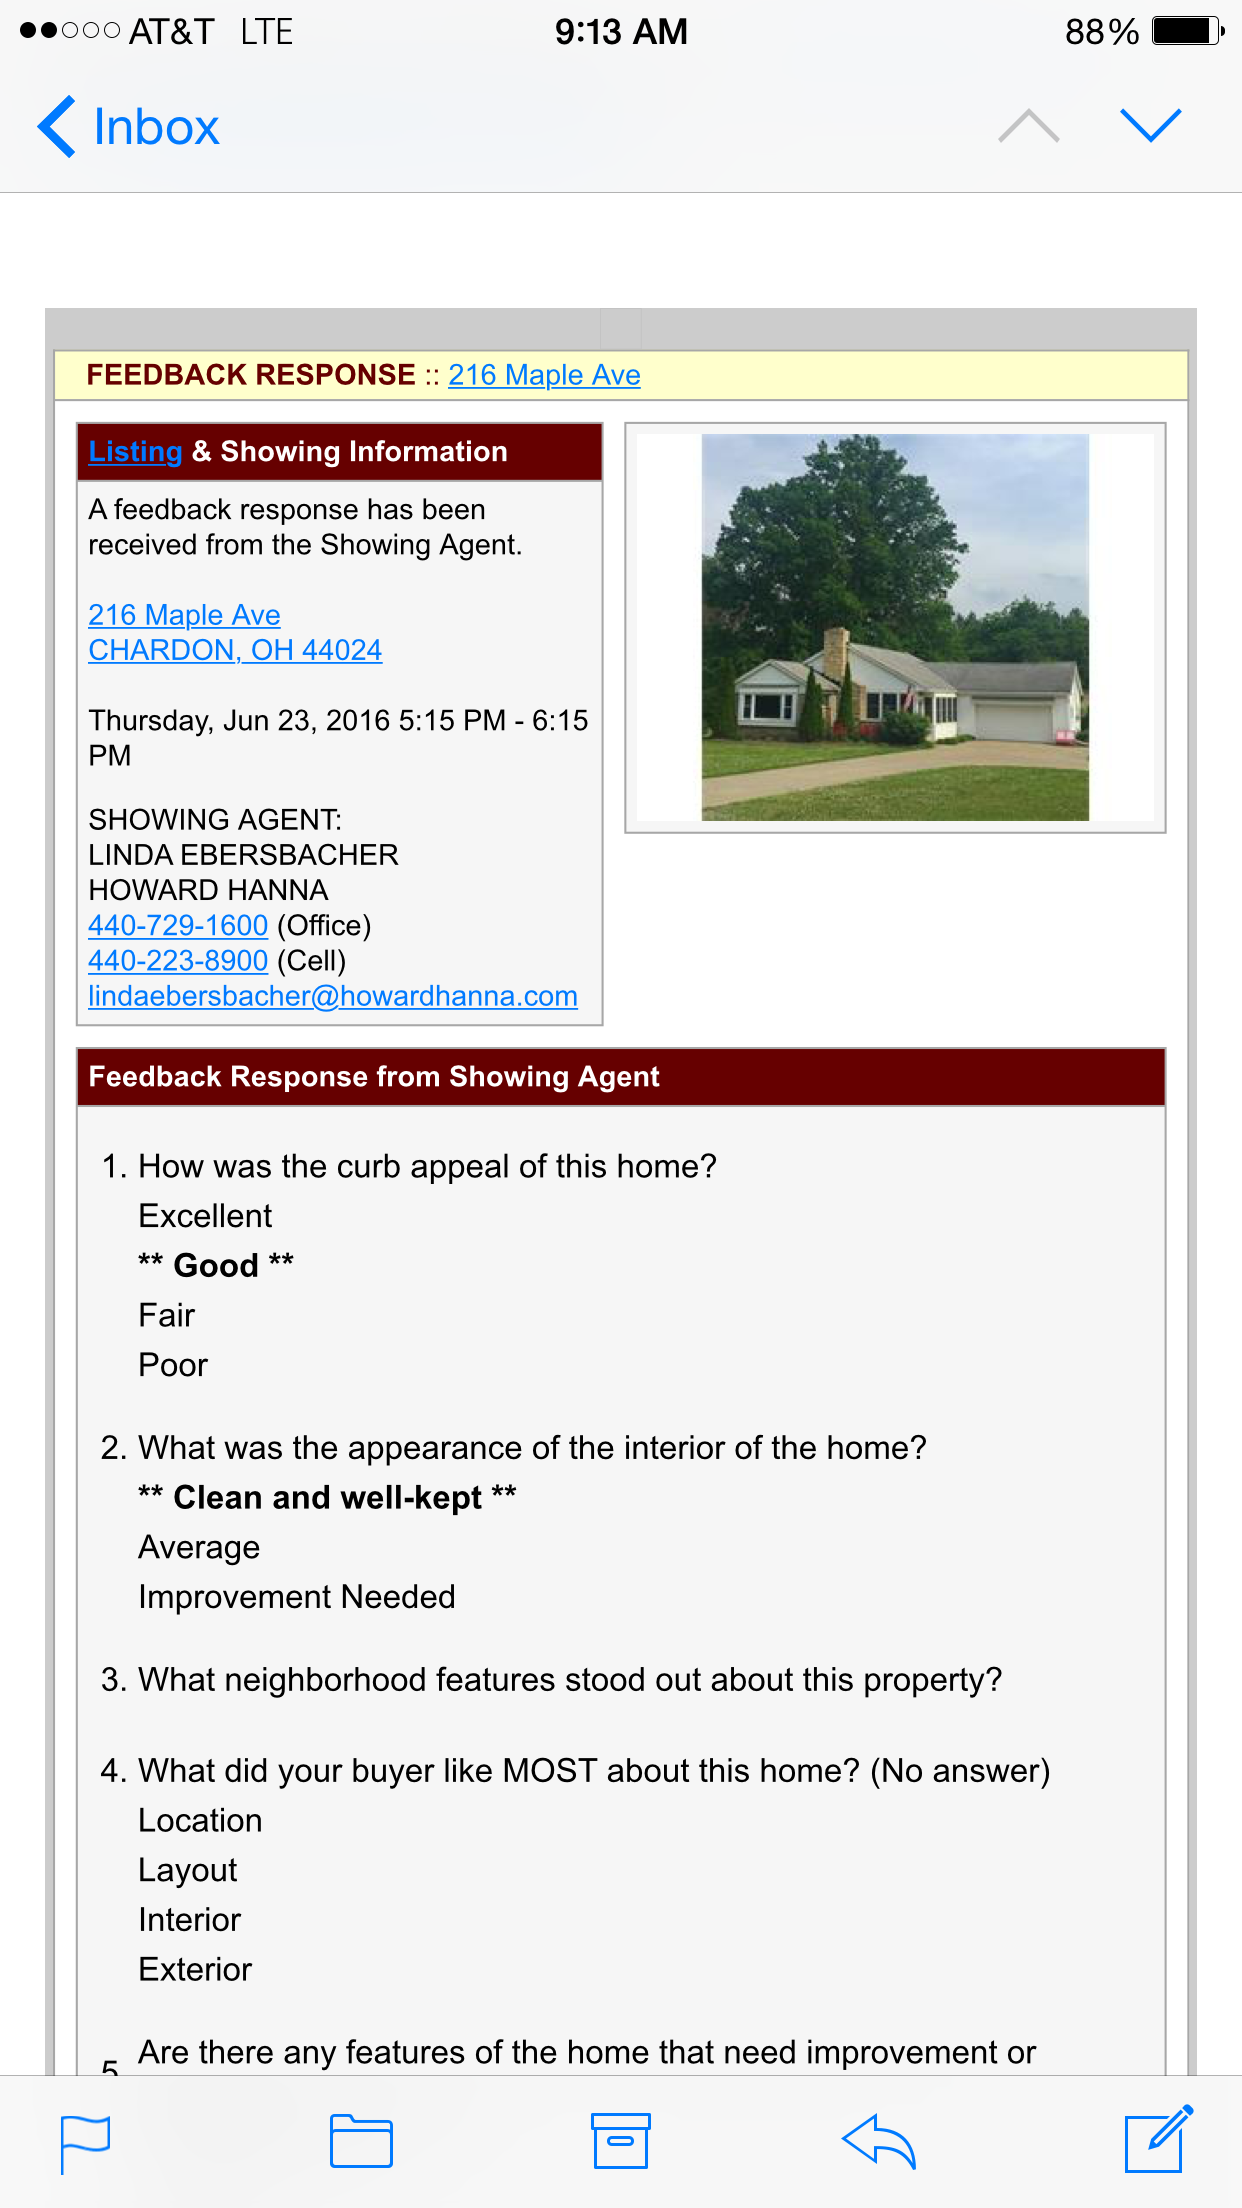 AT&T LTE 9:13 AM 88%
Inbox
FEEDBACK RESPONSE :: 216 Maple Ave
Listing & Showing Information
A feedback response has been
received from the Showing Agent.
216 Maple Ave
CHARDON, OH 44024
Thursday, Jun 23, 2016 5:15 PM - 6:15
PM
SHOWING AGENT:
LINDA EBERSBACHER
HOWARD HANNA
440-729-1600 (Office)
440-223-8900 (Cell)
lindaebersbacher@howardhanna.com
Feedback Response from Showing Agent
1. How was the curb appeal of this home?
Excellent
** Good **
Fair
Poor
2. What was the appearance of the interior of the home?
** Clean and well-kept **
Average
Improvement Needed
3. What neighborhood features stood out about this property?
4. What did your buyer like MOST about this home? (No answer)
Location
Layout
Interior
Exterior
5. Are there any features of the home that need improvement or